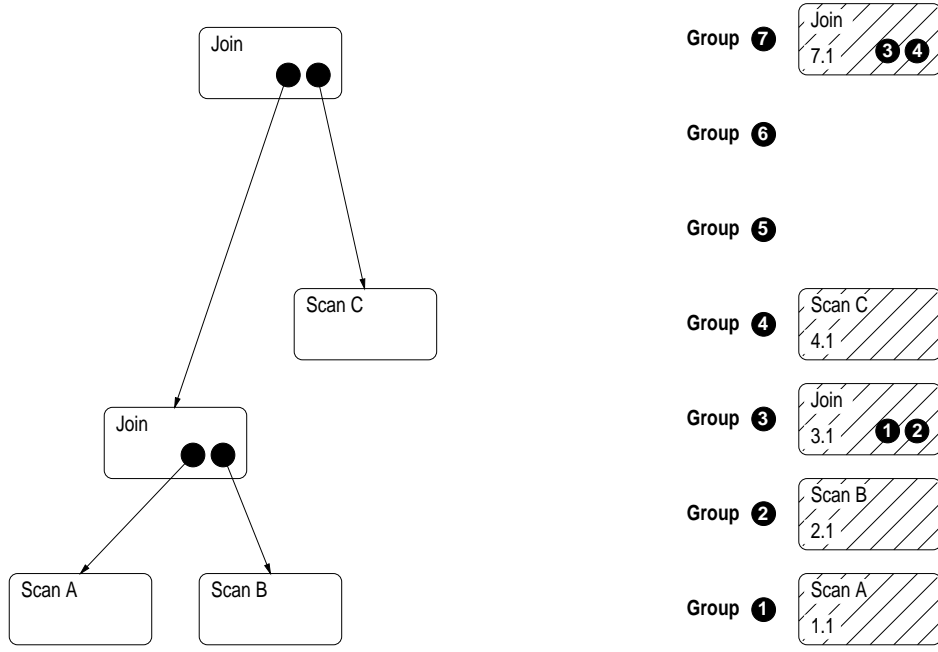 Join
Scan C
Join
Scan A
Scan B
Group 7
Join
7.1
3 4
Group 6
Group 5
Group 4
Scan C
4.1
Group 3
Join
3.1
1 2
Group 2
Scan B
2.1
Group 1
Scan A
1.1